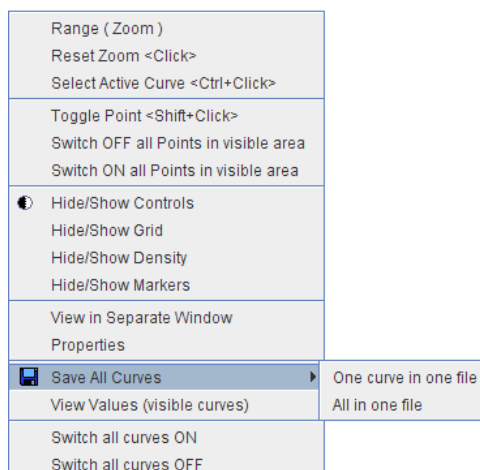 Range ( Zoom )
Reset Zoom <Click>
Select Active Curve <Ctrl+Click>
Toggle Point <Shift+Click>
Switch OFF all Points in visible area
Switch ON all Points in visible area
Hide/Show Controls
Hide/Show Grid
Hide/Show Density
Hide/Show Markers
View in Separate Window
Properties
Save All Curves
One curve in one file
View Values (visible curves)
All in one file
Switch all curves ON
Switch all curves OFF